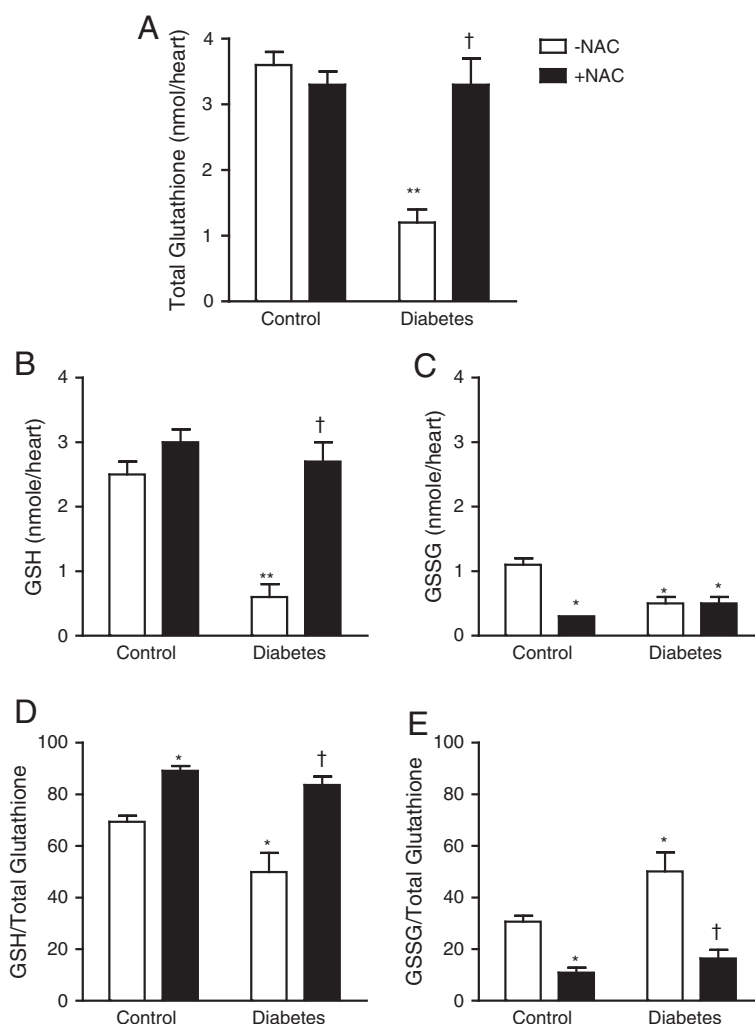 A
Total Glutathione (nmol/heart)
4
3
2
1
0
**
†
Control
Diabetes
-NAC
+NAC
B
GSH (nmole/heart)
4
3
2
1
0
**
†
Control
Diabetes
C
GSSG (nmole/heart)
4
3
2
1
0
*
*
*
Control
Diabetes
D
GSH/Total Glutathione
100
80
60
40
20
0
*
*
†
Control
Diabetes
E
GSSG/Total Glutathione
100
80
60
40
20
0
*
*
†
Control
Diabetes